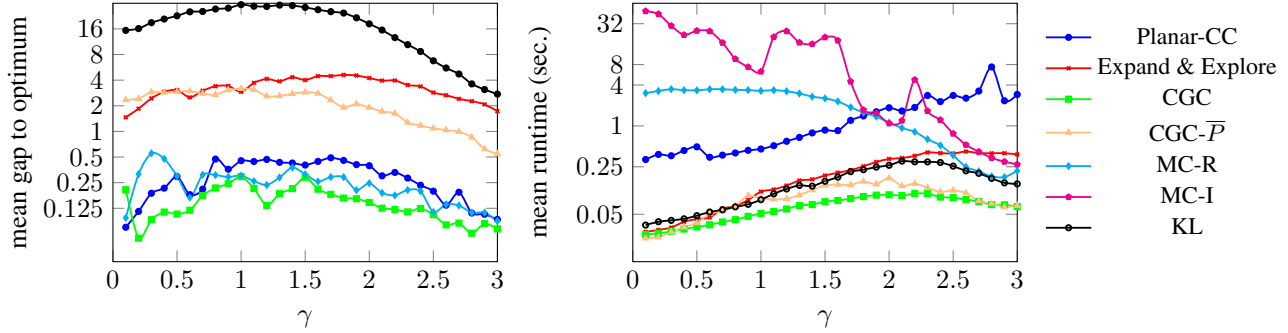 mean gap to optimum
16
8
4
2
1
0.5
0.25
0.125
0 0.5 1 1.5 2 2.5 3
γ
mean runtime (sec.)
32
8
4
1
0.25
0.05
0 0.5 1 1.5 2 2.5 3
γ
Planar-CC
Expand & Explore
CGC
CGC-P̅
MC-R
MC-I
KL